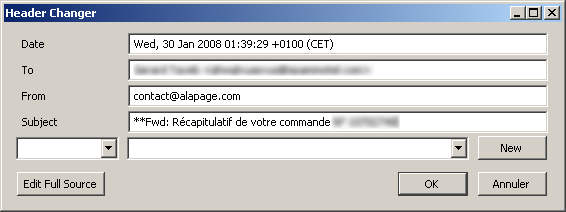 Header Changer
Date Wed, 30 Jan 2008 01:39:29 +0100 (CET)
To
From contact@alapage.com
Subject **Fwd: Récapitulatif de votre commande
New
Edit Full Source OK Annuler